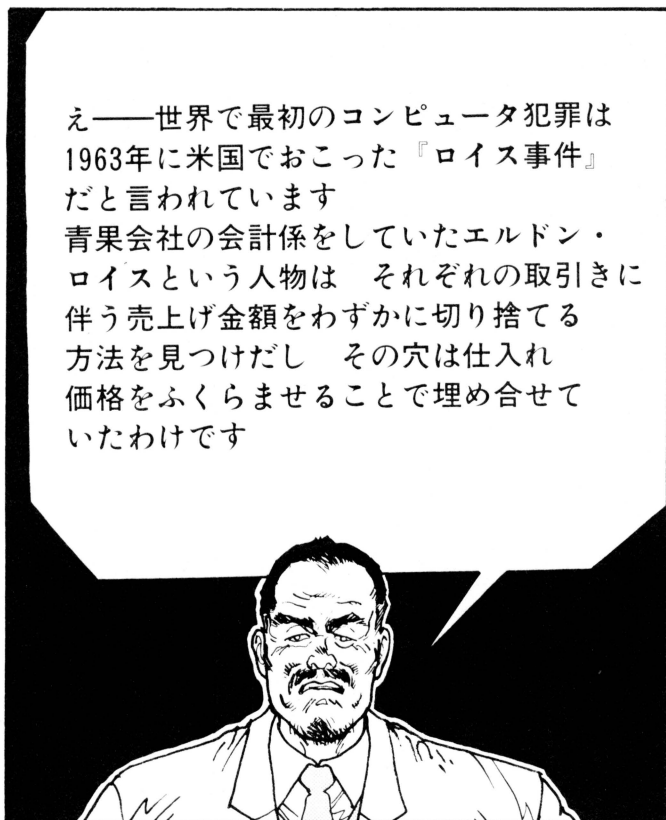 え――世界で最初のコンピュータ犯罪は
1963年に米国でおこった『ロイス事件』
だと言われています
青果会社の会計係をしていたエルドン・
ロイスという人物は　それぞれの取引きに
伴う売上げ金額をわずかに切り捨てる
方法を見つけだし　その穴は仕入れ
価格をふくらませることで埋め合せて
いたわけです